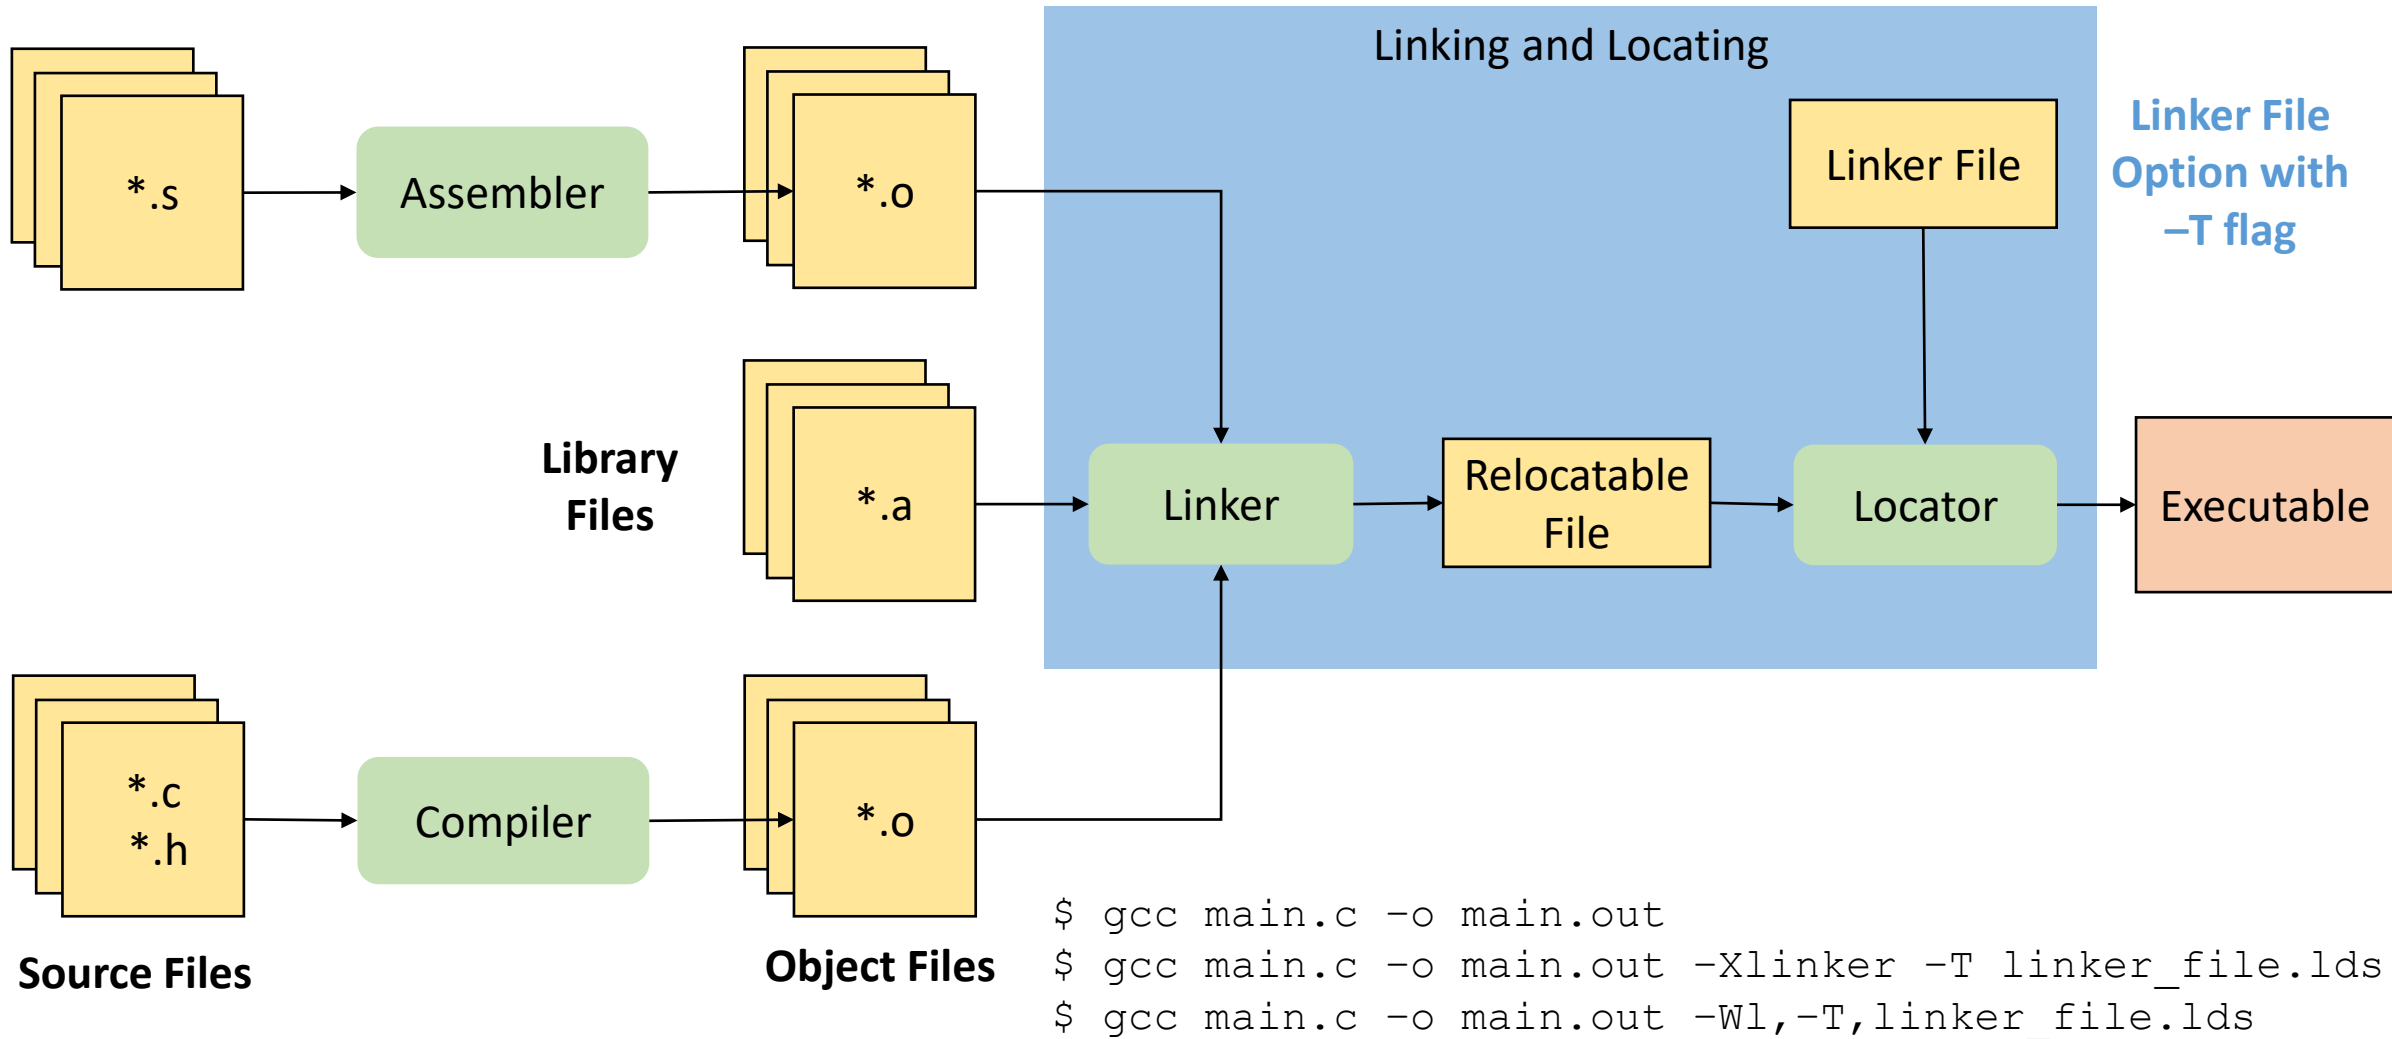 Linking and Locating
*.s
Assembler
*.o
Linker File
Linker File
Option with
–T flag
Library
Files
*.a
Linker
Relocatable
File
Locator
Executable
*.c
*.h
Compiler
*.o
Source Files
Object Files
$ gcc main.c –o main.out
$ gcc main.c –o main.out –Xlinker –T linker_file.lds
$ gcc main.c –o main.out –Wl,–T,linker_file.lds